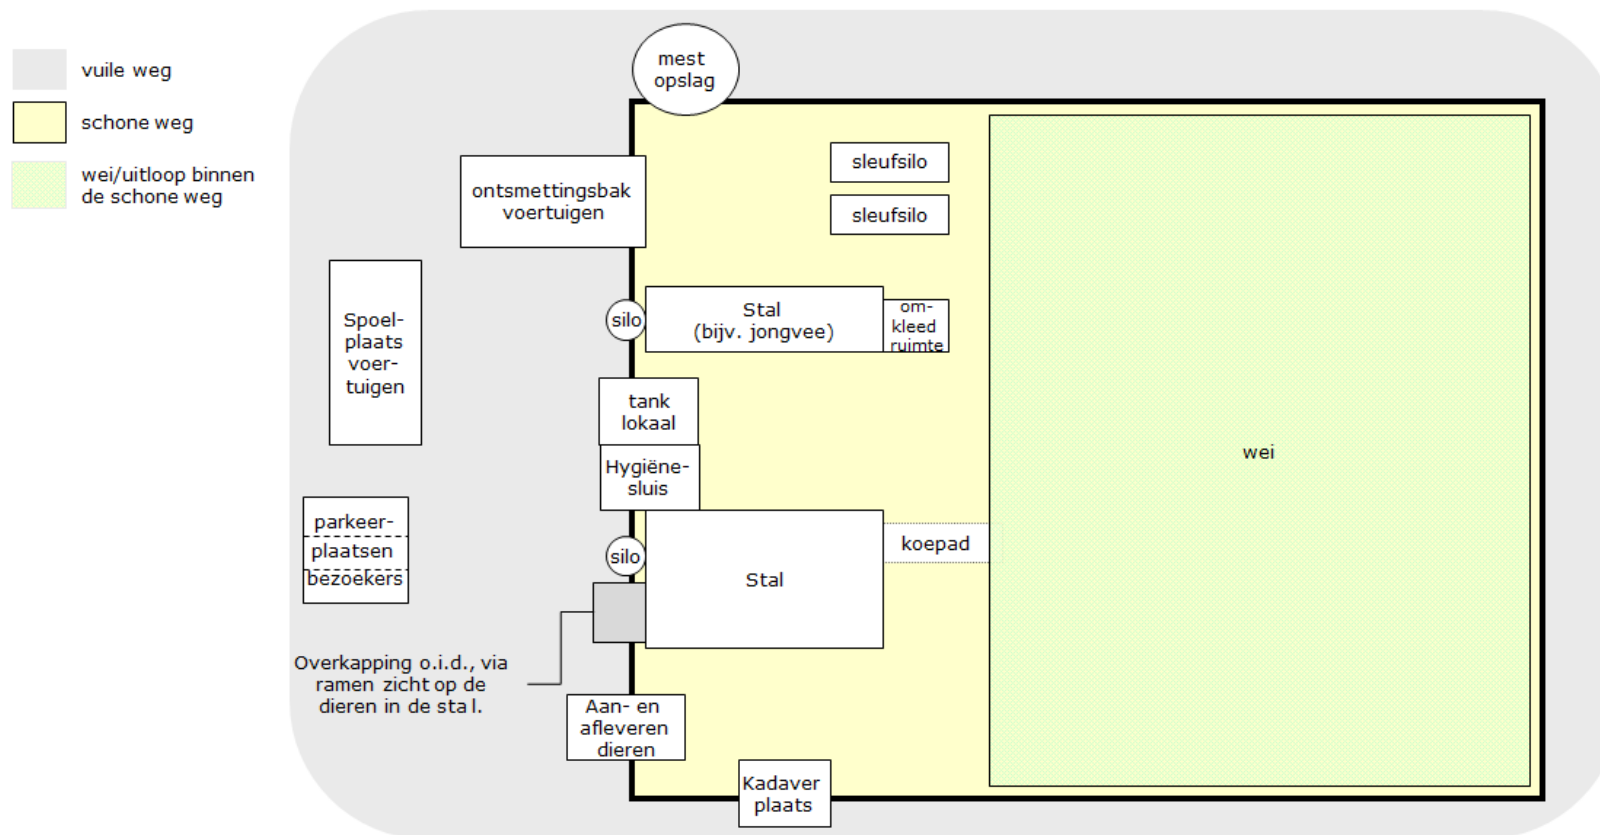 vuile weg
schone weg
wei/uitloop binnen
de schone weg
mest
opslag
ontsmettingsbak
voertuigen
sleufsilo
sleufsilo
Spoel-
plaats
voer-
tuigen
silo
Stal
(bijv. jongvee)
om-
kleed
ruimte
tank
lokaal
Hygiëne-
sluis
wei
parkeer-
plaatsen
bezoekers
silo
Stal
koepad
Overkapping o.i.d., via
ramen zicht op de
dieren in de stal.
Aan- en
afleveren
dieren
Kadaver
plaats